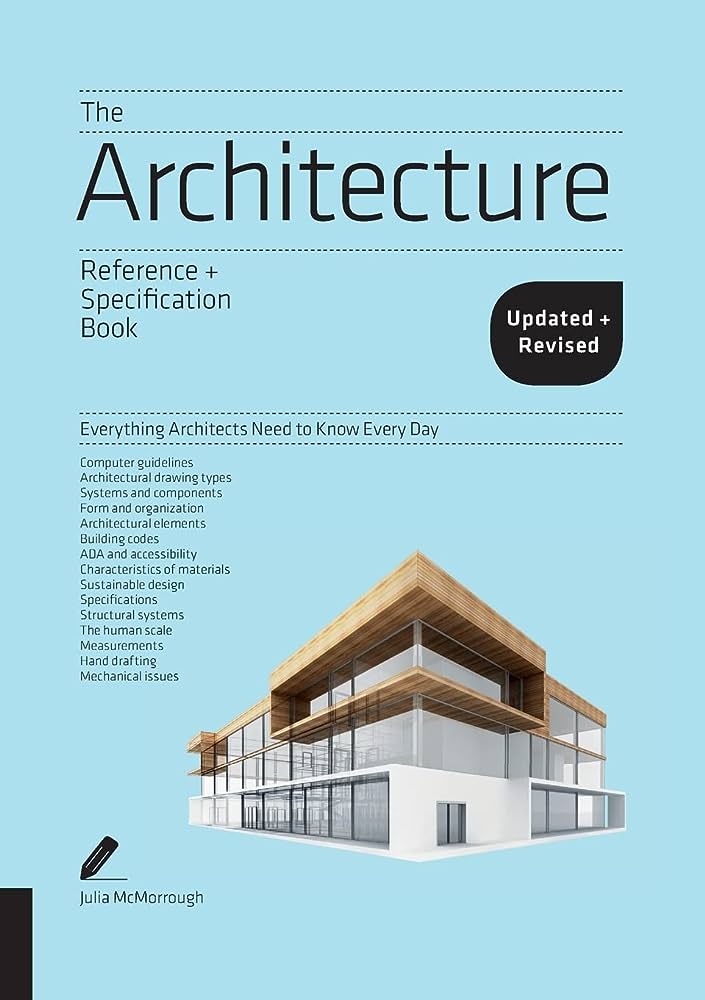 The
Architecture
Reference +
Specification
Book
Updated +
Revised
Everything Architects Need to Know Every Day
Computer guidelines
Architectural drawing types
Systems and components
Form and organization
Architectural elements
Building codes
ADA and accessibility
Characteristics of materials
Sustainable design
Specifications
Structural systems
The human scale
Measurements
Hand drafting
Mechanical issues
Julia McMorrough